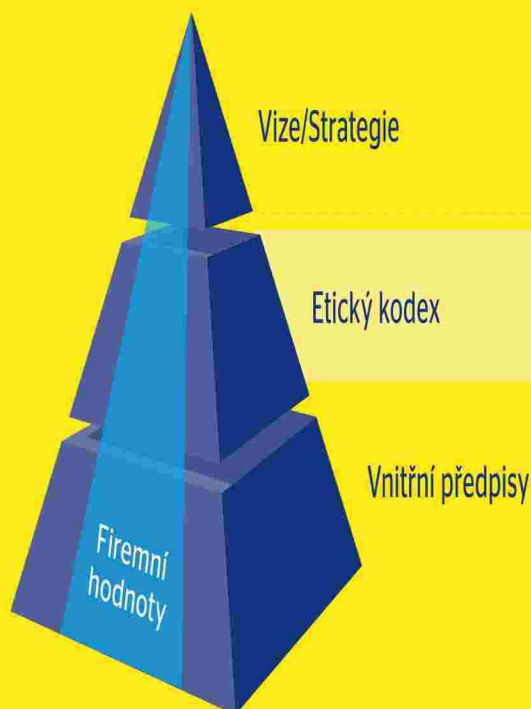 Vize/Strategie
Etický kodex
Vnitřní předpisy
Firemní
hodnoty